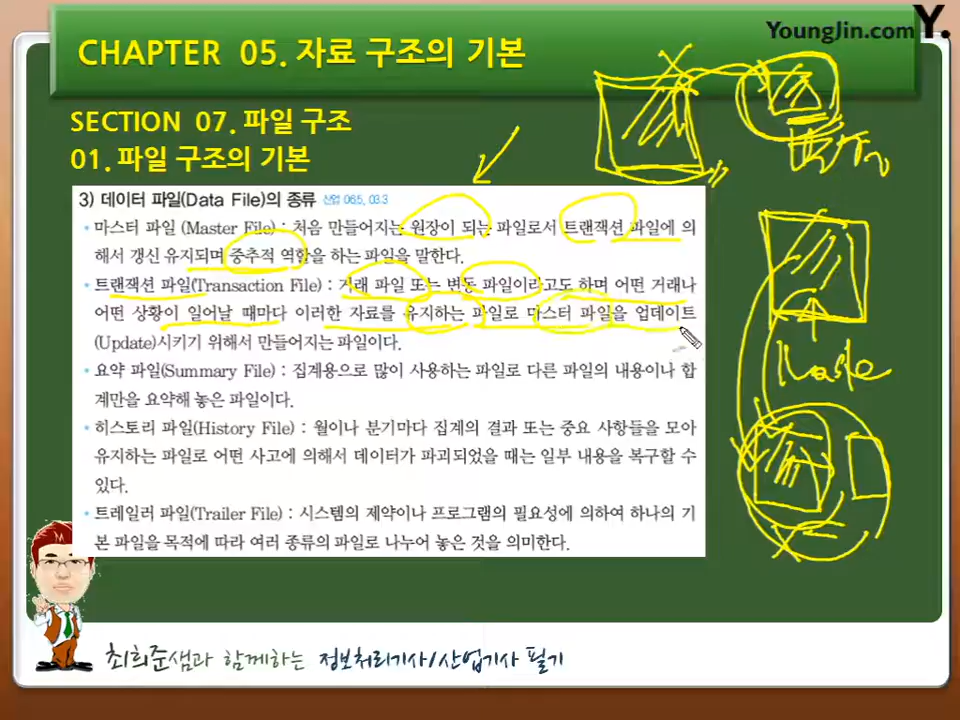 YoungJin.com Y.
CHAPTER 05. 자료 구조의 기본
SECTION 07. 파일 구조
01. 파일 구조의 기본
3) 데이터 파일(Data File)의 종류 산업 06.5, 03.3
• 마스터 파일 (Master File) : 처음 만들어지는 원장이 되는 파일로서 트랜잭션 파일에 의
해서 갱신 유지되며 중추적 역할을 하는 파일을 말한다.
• 트랜잭션 파일(Transaction File) : 거래 파일 또는 변동 파일이라고도 하며 어떤 거래나
어떤 상황이 일어날 때마다 이러한 자료를 유지하는 파일로 마스터 파일을 업데이트
(Update)시키기 위해서 만들어지는 파일이다.
• 요약 파일(Summary File) : 집계용으로 많이 사용하는 파일로 다른 파일의 내용이나 합
계만을 요약해 놓은 파일이다.
• 히스토리 파일(History File) : 월이나 분기마다 집계의 결과 또는 중요 사항들을 모아
유지하는 파일로 어떤 사고에 의해서 데이터가 파괴되었을 때는 일부 내용을 복구할 수
있다.
• 트레일러 파일(Trailer File) : 시스템의 제약이나 프로그램의 필요성에 의하여 하나의 기
본 파일을 목적에 따라 여러 종류의 파일로 나누어 놓은 것을 의미한다.
최희준샘과 함께하는 정보처리기사/산업기사 필기